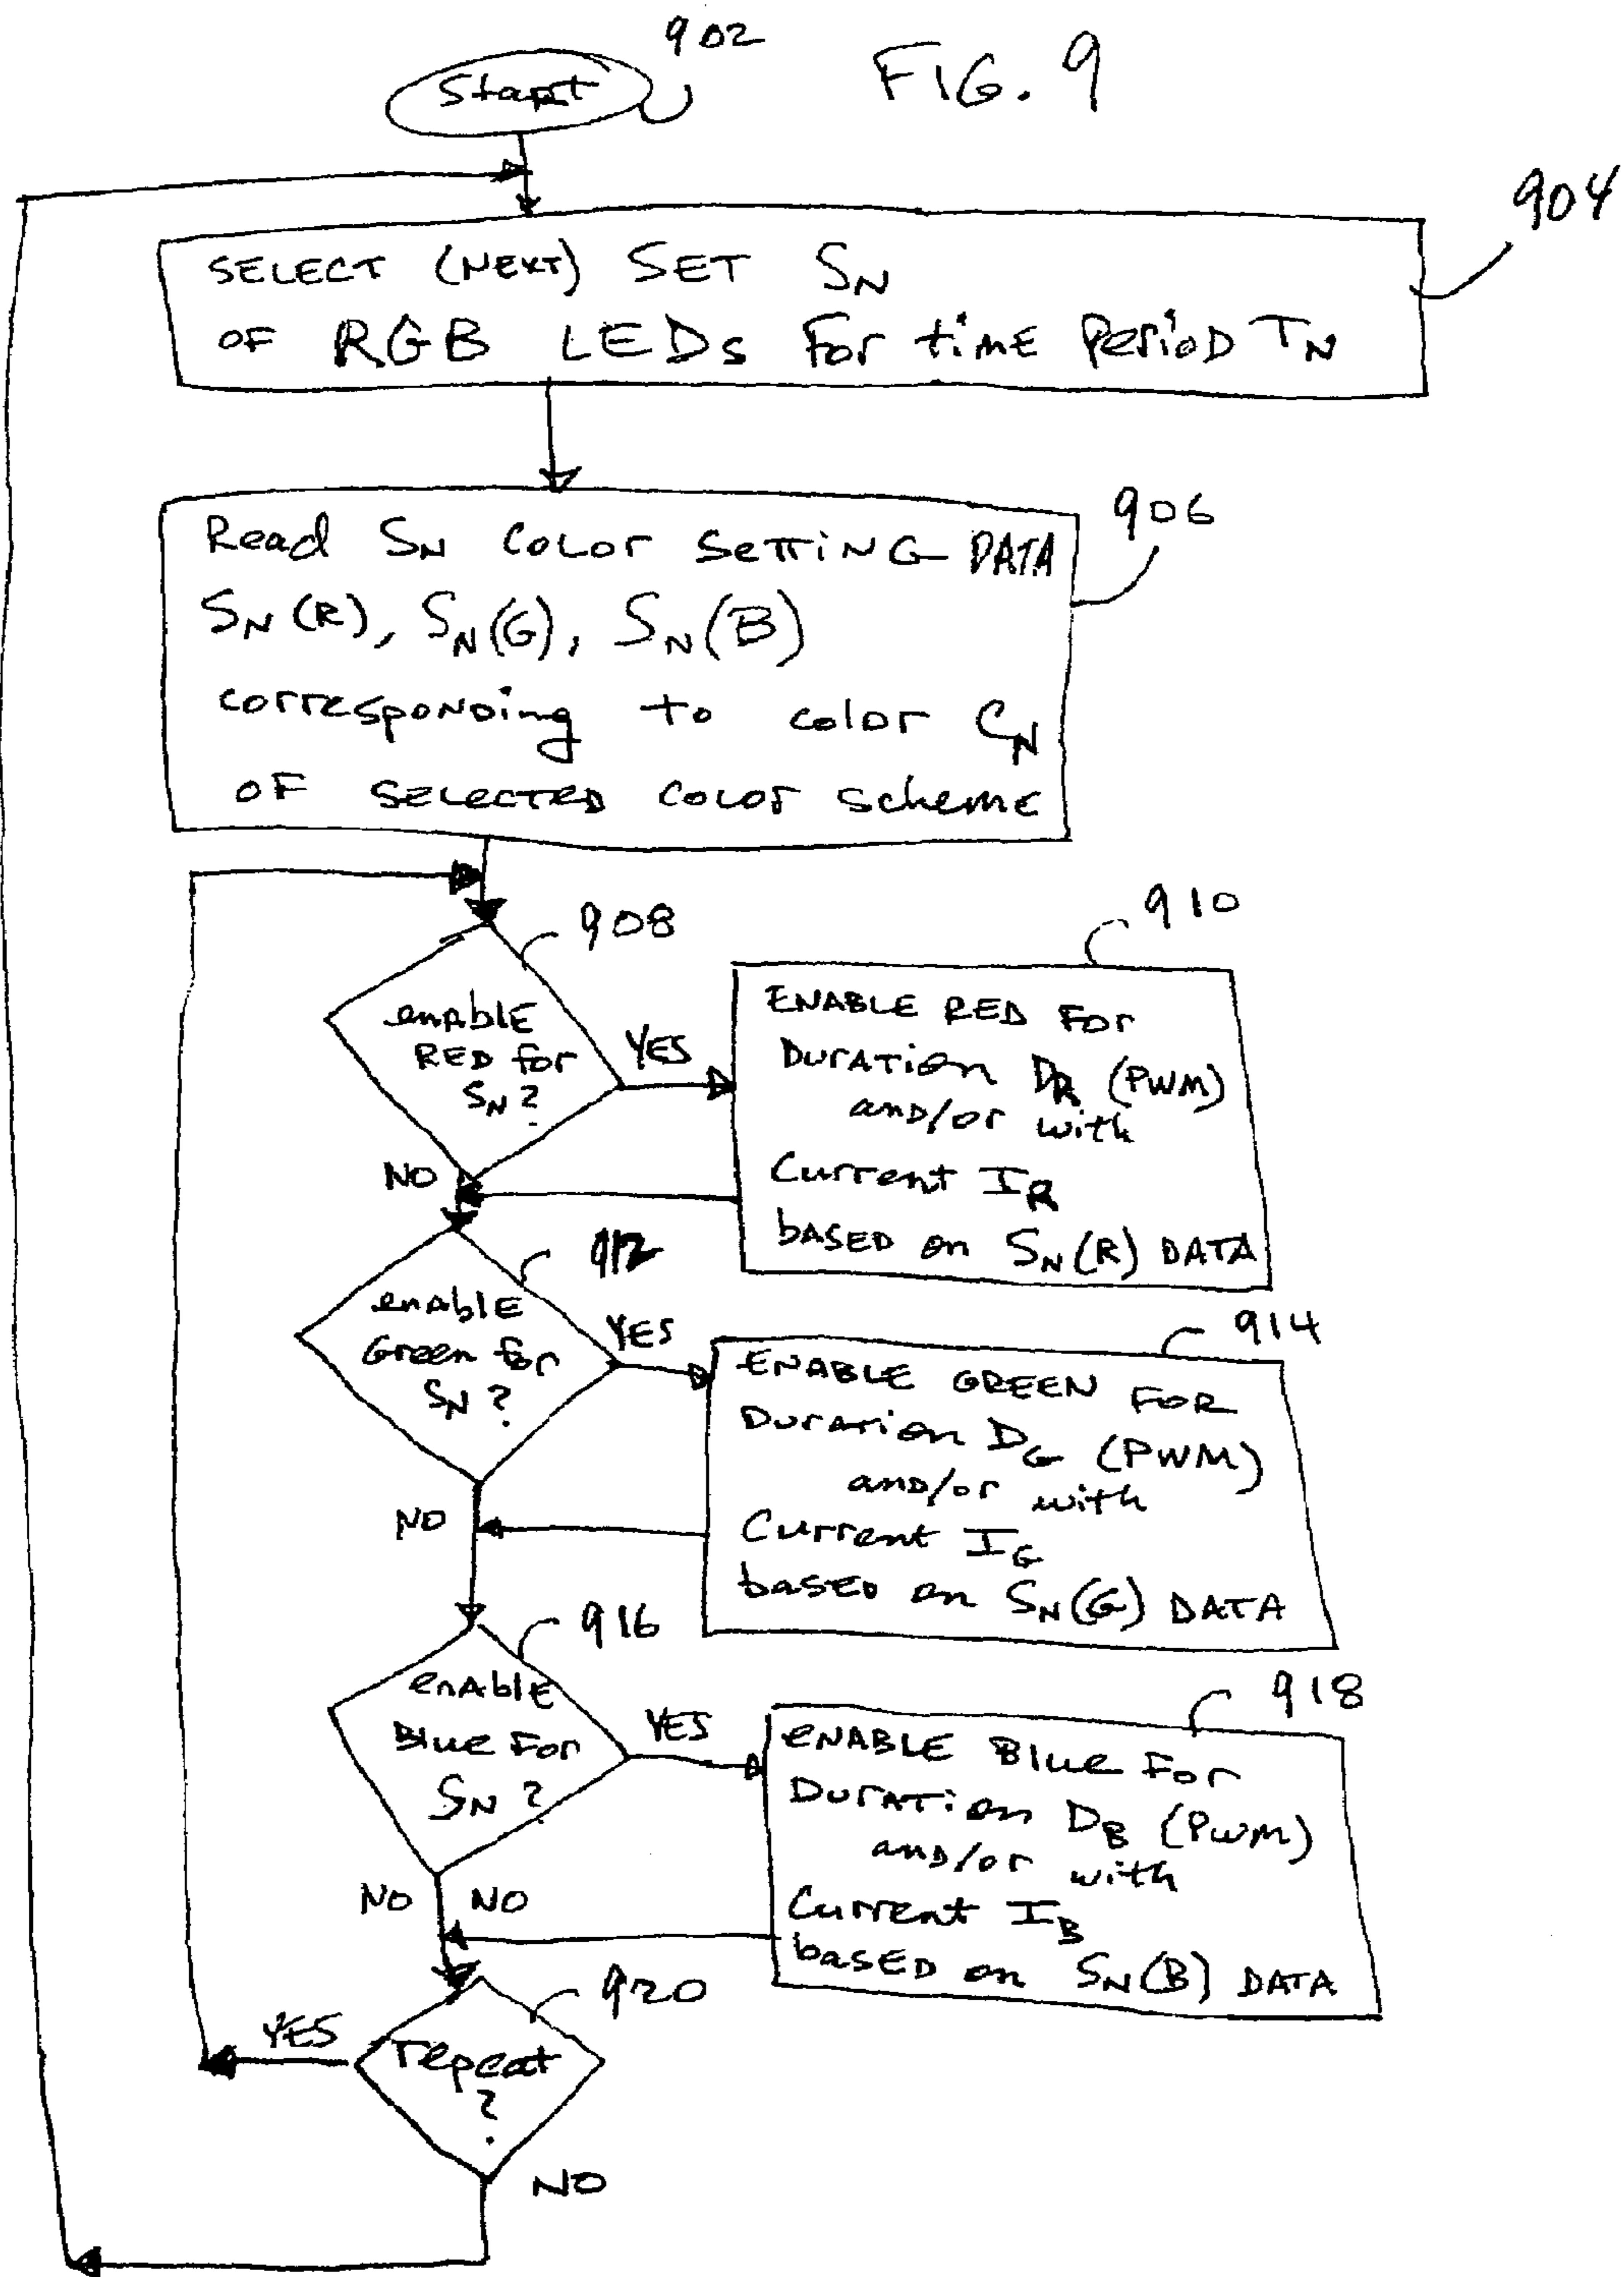 902
FIG. 9
Start
904
SELECT (NEXT) SET SN
OF RGB LEDs For time Period TN
906
Read SN Color Setting DATA
SN(R), SN(G), SN(B)
corresponding to color CN
of selected color scheme
908
enable
RED for
SN?
YES
NO
910
ENABLE RED For
Duration DR (PWM)
and/or with
Current IR
based on SN(R) DATA
912
enable
Green for
SN?
YES
NO
914
ENABLE GREEN FOR
Duration DG (PWM)
and/or with
Current IG
based on SN(G) DATA
916
enable
Blue For
SN?
YES
NO NO
918
ENABLE Blue For
Duration DB (PWM)
and/or with
Current IB
based on SN(B) DATA
920
repeat
?
YES
NO